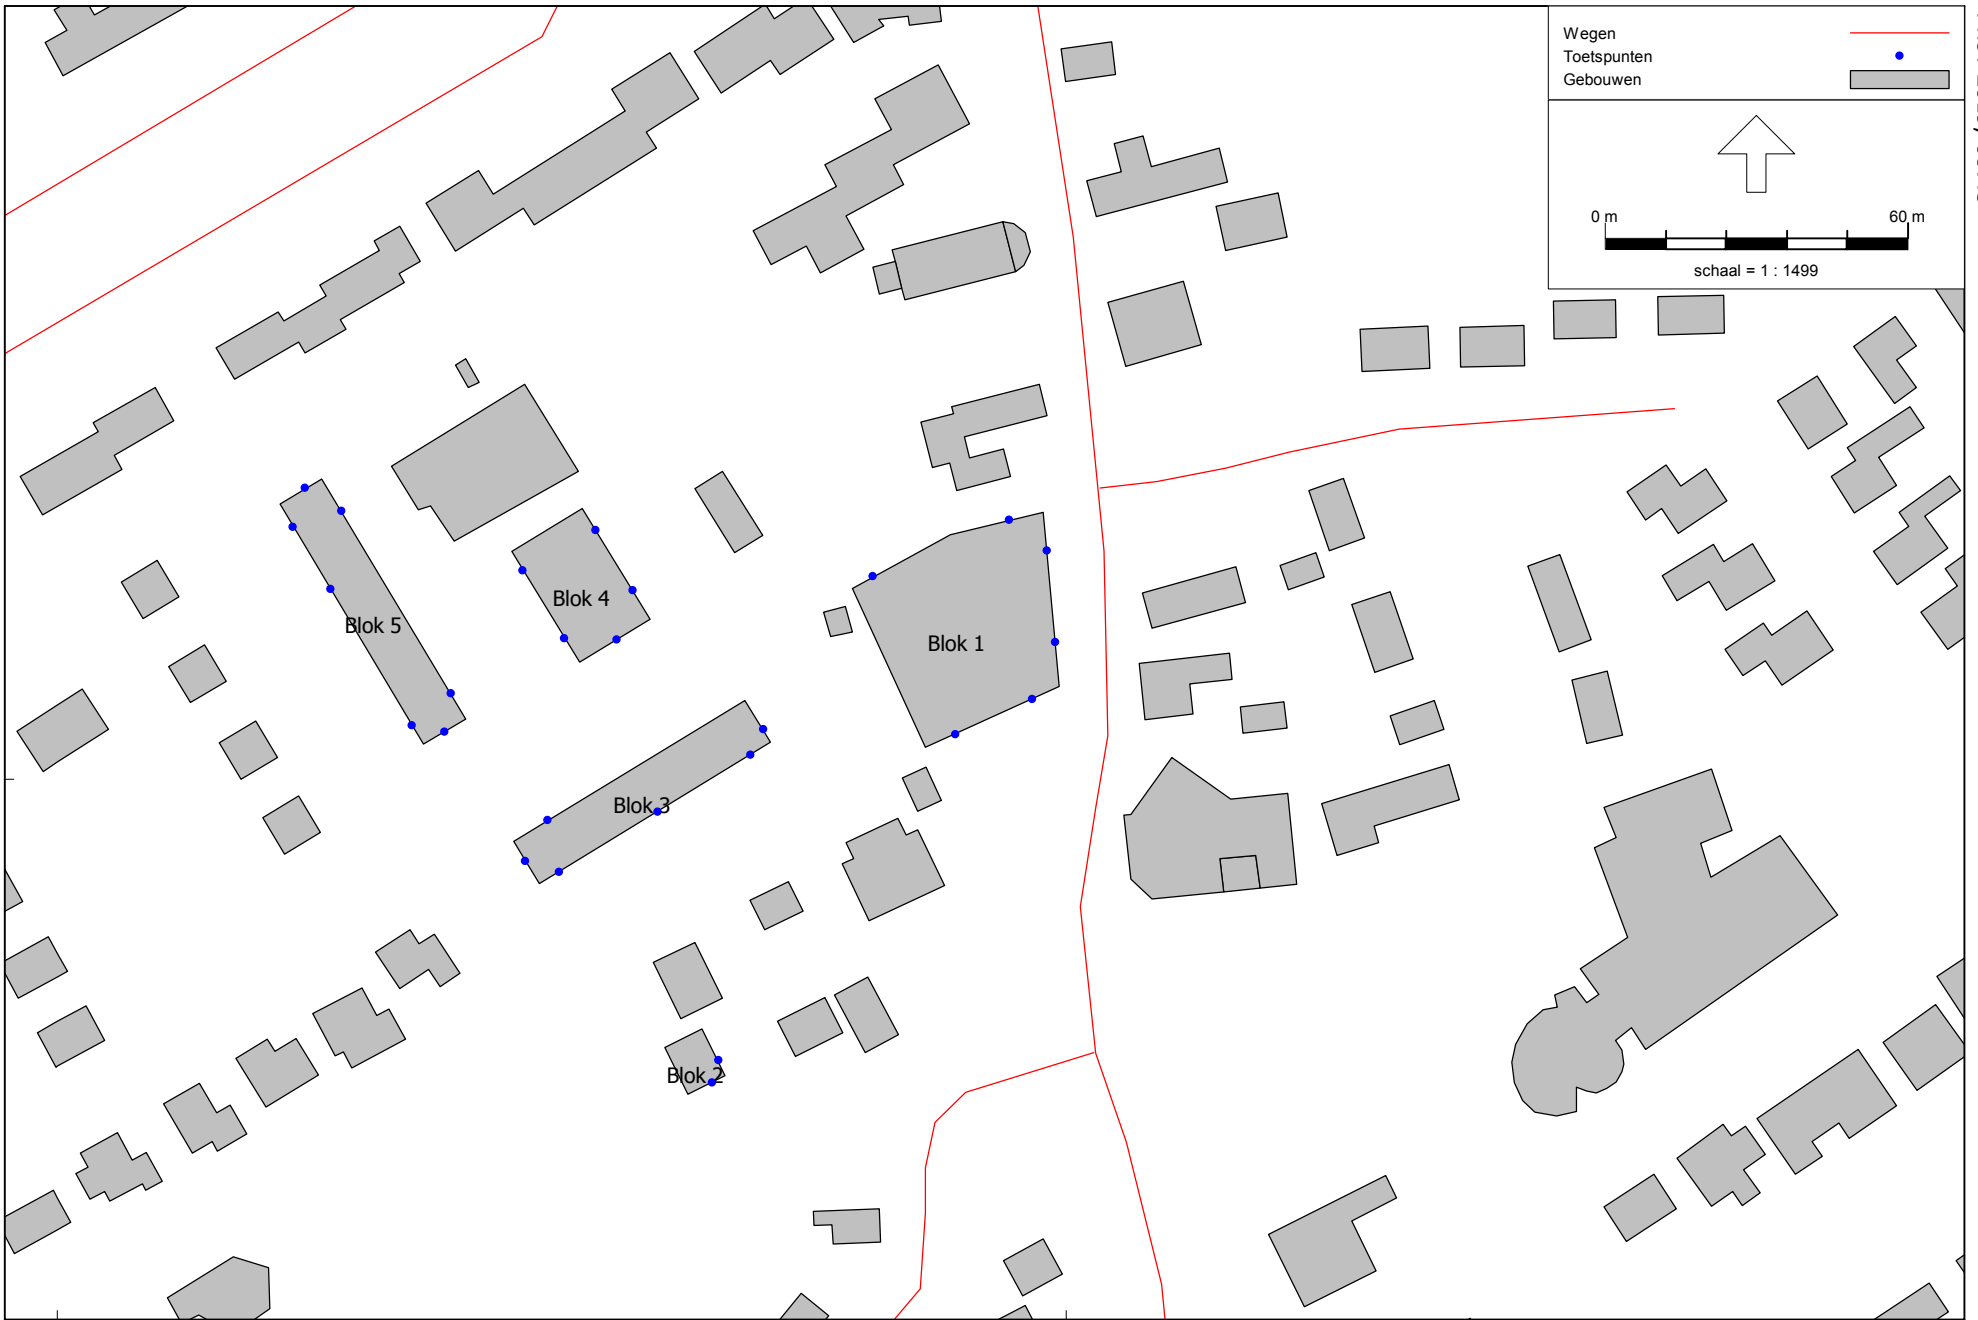 Wegen
Toetspunten
Gebouwen
0 m 60 m
schaal = 1 : 1499
Blok 4
Blok 5
Blok 1
Blok 3
Blok 2